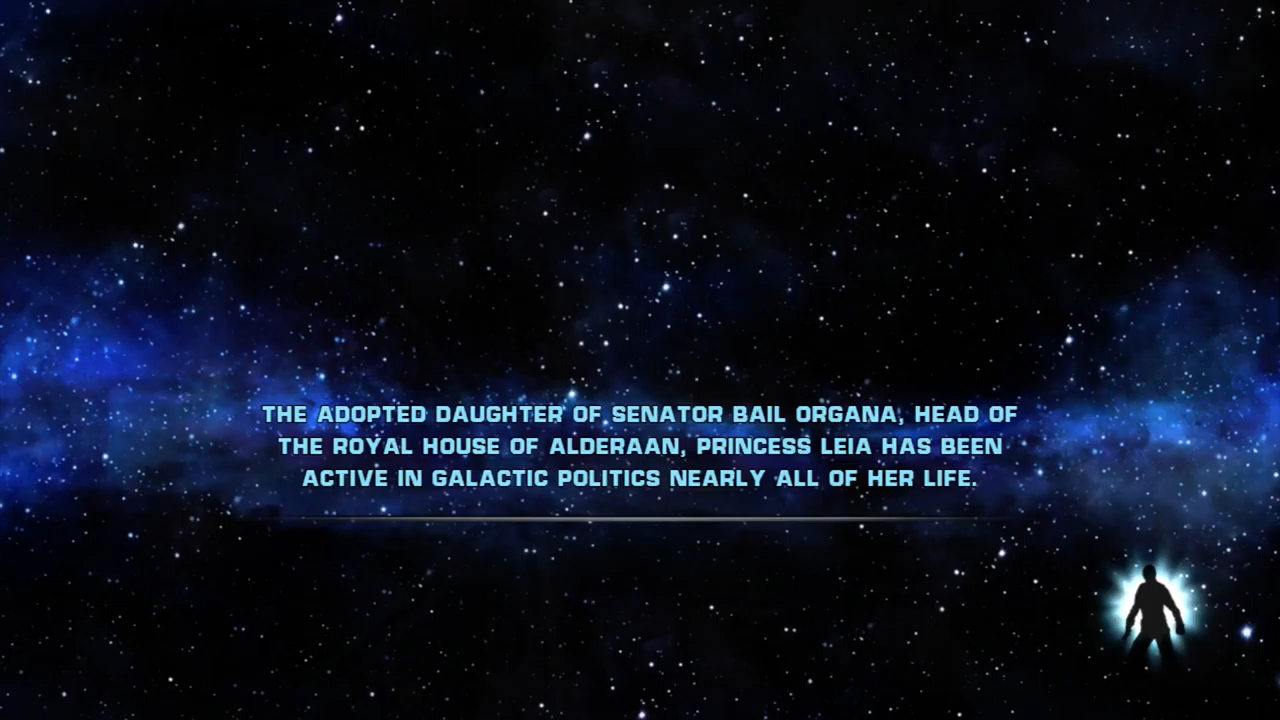 THE ADOPTED DAUGHTER OF SENATOR BAIL ORGANA, HEAD OF
THE ROYAL HOUSE OF ALDERAAN, PRINCESS LEIA HAS BEEN
ACTIVE IN GALACTIC POLITICS NEARLY ALL OF HER LIFE.